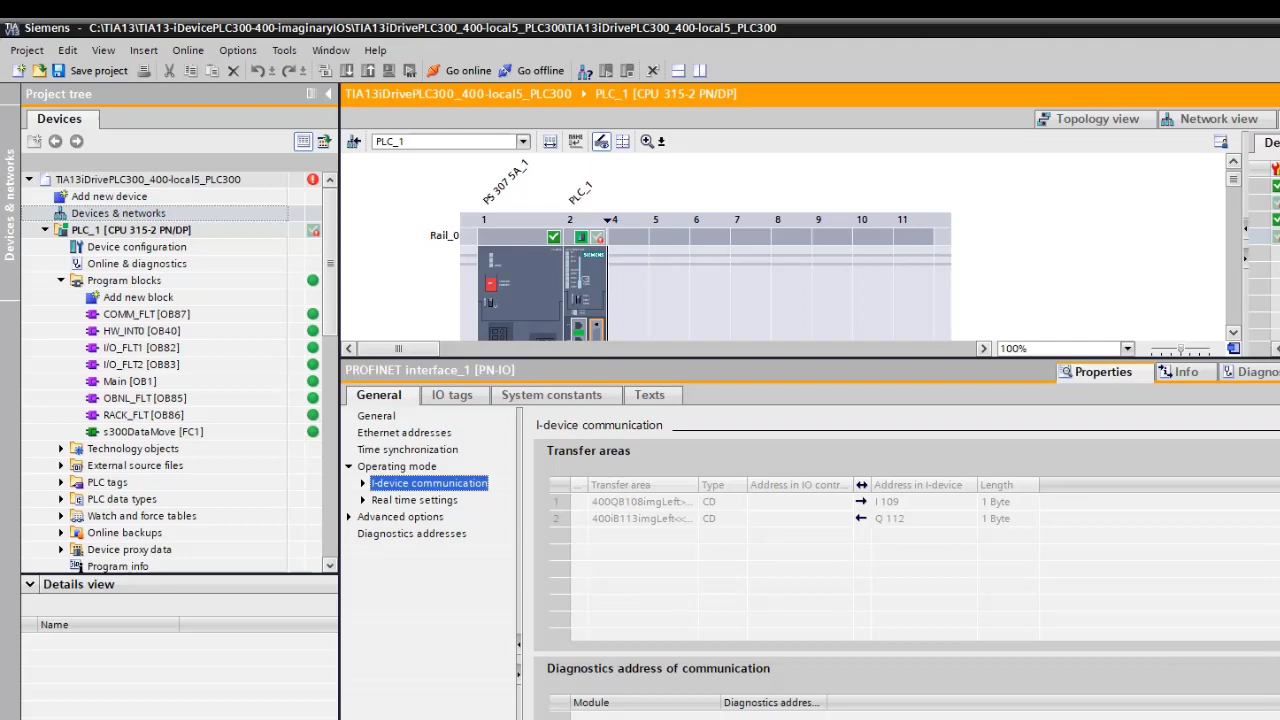 Siemens - C:\TIA13\TIA13-iDevicePLC300-400-imaginaryIOS\TIA13iDrivePLC300_400-local5_PLC300\TIA13iDrivePLC300_400-local5_PLC300
Project Edit View Insert Online Options Tools Window Help
Save project Go online Go offline
Project tree
TIA13iDrivePLC300_400-local5_PLC300 PLC_1 [CPU 315-2 PN/DP]
Devices
Topology view Network view De
PLC_1
Devices & networks
TIA13iDrivePLC300_400-local5_PLC300
Add new device
Devices & networks
PLC_1 [CPU 315-2 PN/DP]
Device configuration
Online & diagnostics
Program blocks
Add new block
COMM_FLT [OB87]
HW_INT0 [OB40]
I/O_FLT1 [OB82]
I/O_FLT2 [OB83]
Main [OB1]
OBNL_FLT [OB85]
RACK_FLT [OB86]
s300DataMove [FC1]
Technology objects
External source files
PLC tags
PLC data types
Watch and force tables
Online backups
Device proxy data
Program info
Details view
Name
PS 307 5A_1 PLC_1
1 2 4 5 6 7 8 9 10 11
Rail_0
SIEMENS
100%
PROFINET interface_1 [PN-IO]
Properties Info Diagno
General IO tags System constants Texts
General
Ethernet addresses
Time synchronization
Operating mode
I-device communication
Real time settings
Advanced options
Diagnostics addresses
I-device communication
Transfer areas
... Transfer area Type Address in IO contr... Address in I-device Length
1 400QB108imgLeft>... CD I 109 1 Byte
2 400iB113imgLeft<<... CD Q 112 1 Byte
Diagnostics address of communication
Module Diagnostics addres...